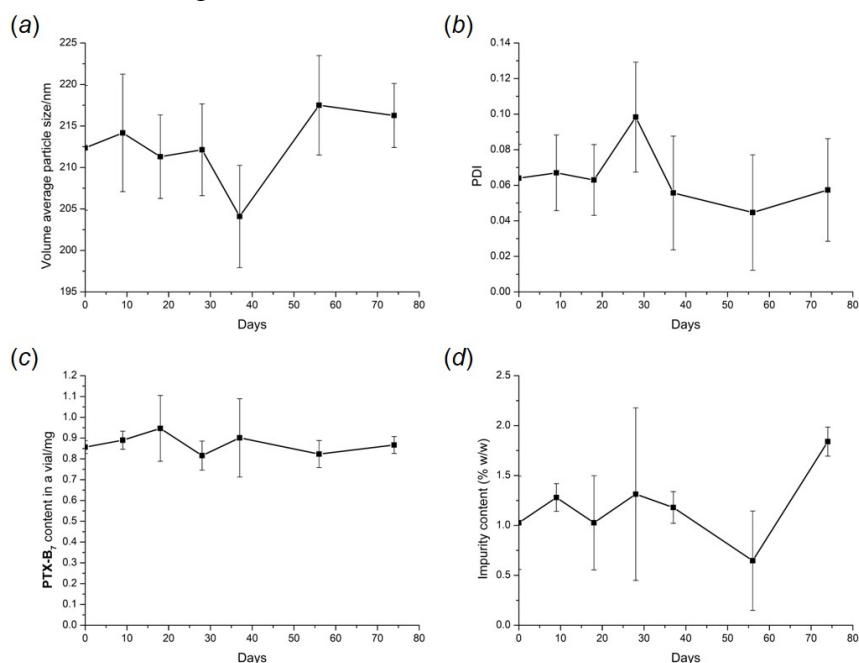 (a)
225
220
215
210
205
200
195
0 10 20 30 40 50 60 70 80
Volume average particle size/nm
Days
(b)
0.14
0.12
0.10
0.08
0.06
0.04
0.02
0.00
0 10 20 30 40 50 60 70 80
PDI
Days
(c)
1.2
1.1
1.0
0.9
0.8
0.7
0.6
0.5
0.4
0.3
0.2
0.1
0.0
0 10 20 30 40 50 60 70 80
PTX-B7 content in a vial/mg
Days
(d)
2.5
2.0
1.5
1.0
0.5
0.0
0 10 20 30 40 50 60 70 80
Impurity content (% w/w)
Days